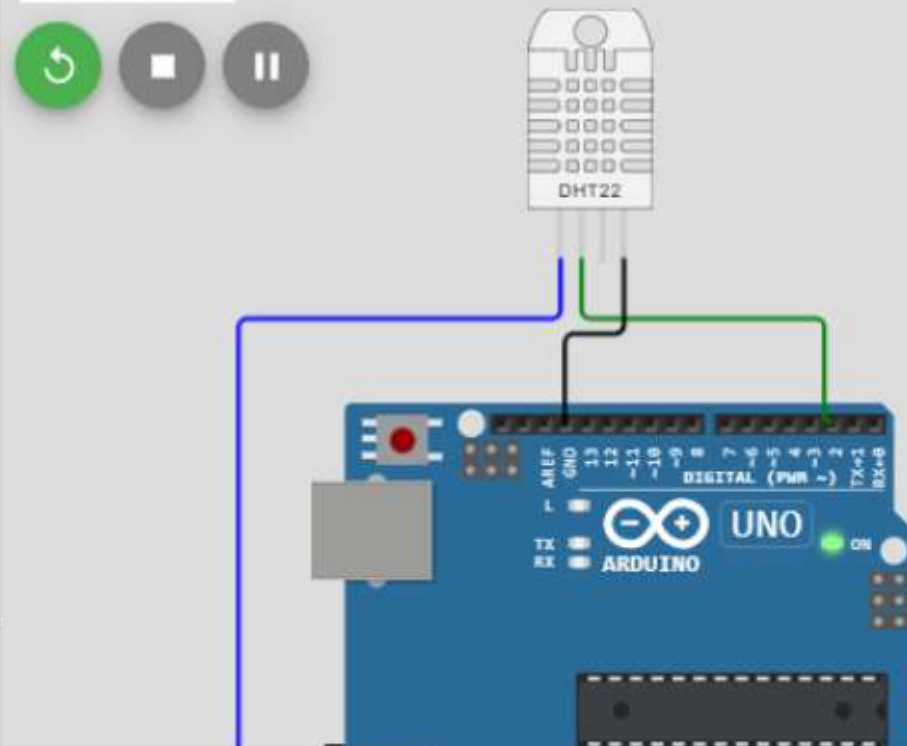 DHT22
AREF
GND
13
12
~11
~10
~9
8
7
~6
~5
4
~3
2
TX→1
RX←0
DIGITAL (PWM ~)
L
UNO
TX
RX
ON
ARDUINO